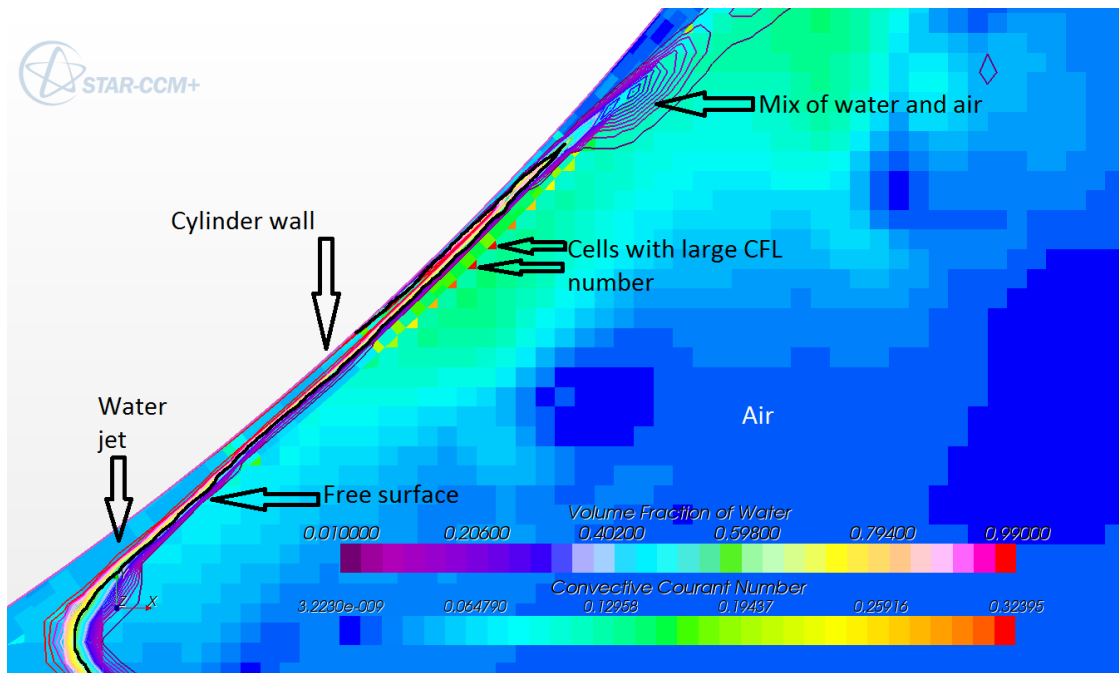 STAR-CCM+
Mix of water and air
Cylinder wall
Cells with large CFL
number
Water
jet
Air
Free surface
Volume Fraction of Water
0.010000 0.20600 0.40200 0.59800 0.79400 0.99000
Convective Courant Number
3.2230e-009 0.064790 0.12958 0.19437 0.25916 0.32395
Z X